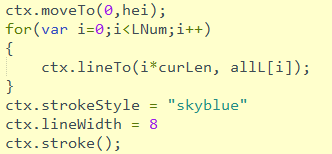 ctx.moveTo(0,hei);
for(var i=0;i<LNum;i++)
{
    ctx.lineTo(i*curLen, allL[i]);
}
ctx.strokeStyle = "skyblue"
ctx.lineWidth = 8
ctx.stroke();